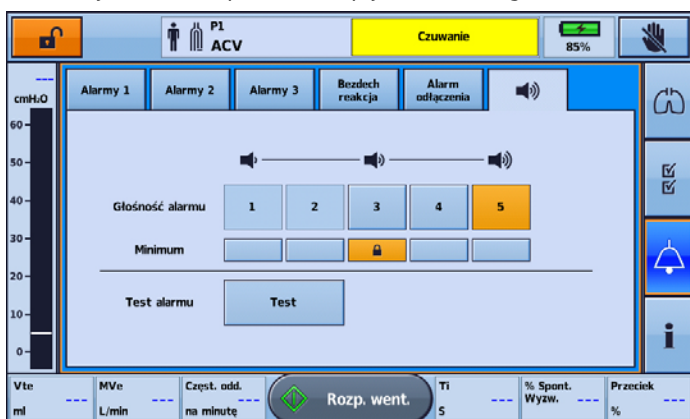 P1
ACV
Czuwanie
85%
---
cmH₂O
Alarmy 1
Alarmy 2
Alarmy 3
Bezdech
reakcja
Alarm
odłączenia
60
50
40
30
20
10
0
Głośność alarmu
1
2
3
4
5
Minimum
Test alarmu
Test
Vte
---
ml
MVe
---
L/min
Częst. odd.
---
na minutę
Rozp. went.
Ti
---
s
% Spont.
Wyzw.
---
Przeciek
---
%